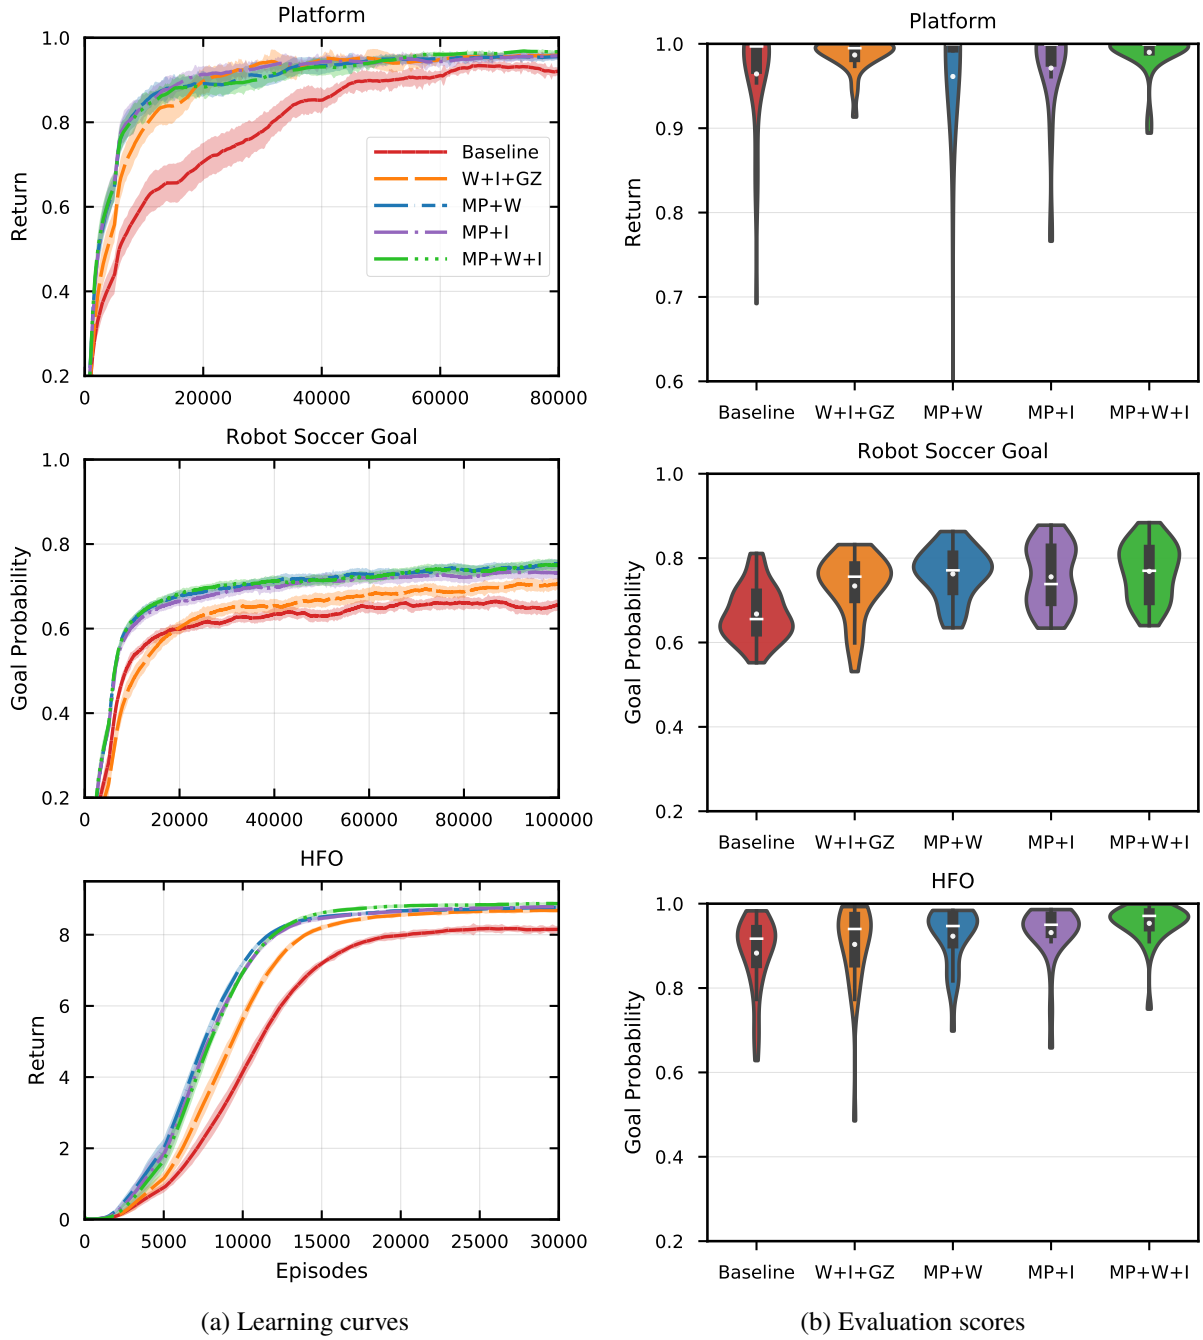 Platform
1.0
0.8
0.6
0.4
0.2
Return
0
20000
40000
60000
80000
Baseline
W+I+GZ
MP+W
MP+I
MP+W+I
Robot Soccer Goal
1.0
0.8
0.6
0.4
0.2
Goal Probability
0
20000
40000
60000
80000
100000
HFO
8
6
4
2
0
Return
0
5000
10000
15000
20000
25000
30000
Episodes
(a) Learning curves
Platform
1.0
0.9
0.8
0.7
0.6
Return
Baseline
W+I+GZ
MP+W
MP+I
MP+W+I
Robot Soccer Goal
1.0
0.8
0.6
0.4
0.2
Goal Probability
Baseline
W+I+GZ
MP+W
MP+I
MP+W+I
HFO
1.0
0.8
0.6
0.4
0.2
Goal Probability
Baseline
W+I+GZ
MP+W
MP+I
MP+W+I
(b) Evaluation scores